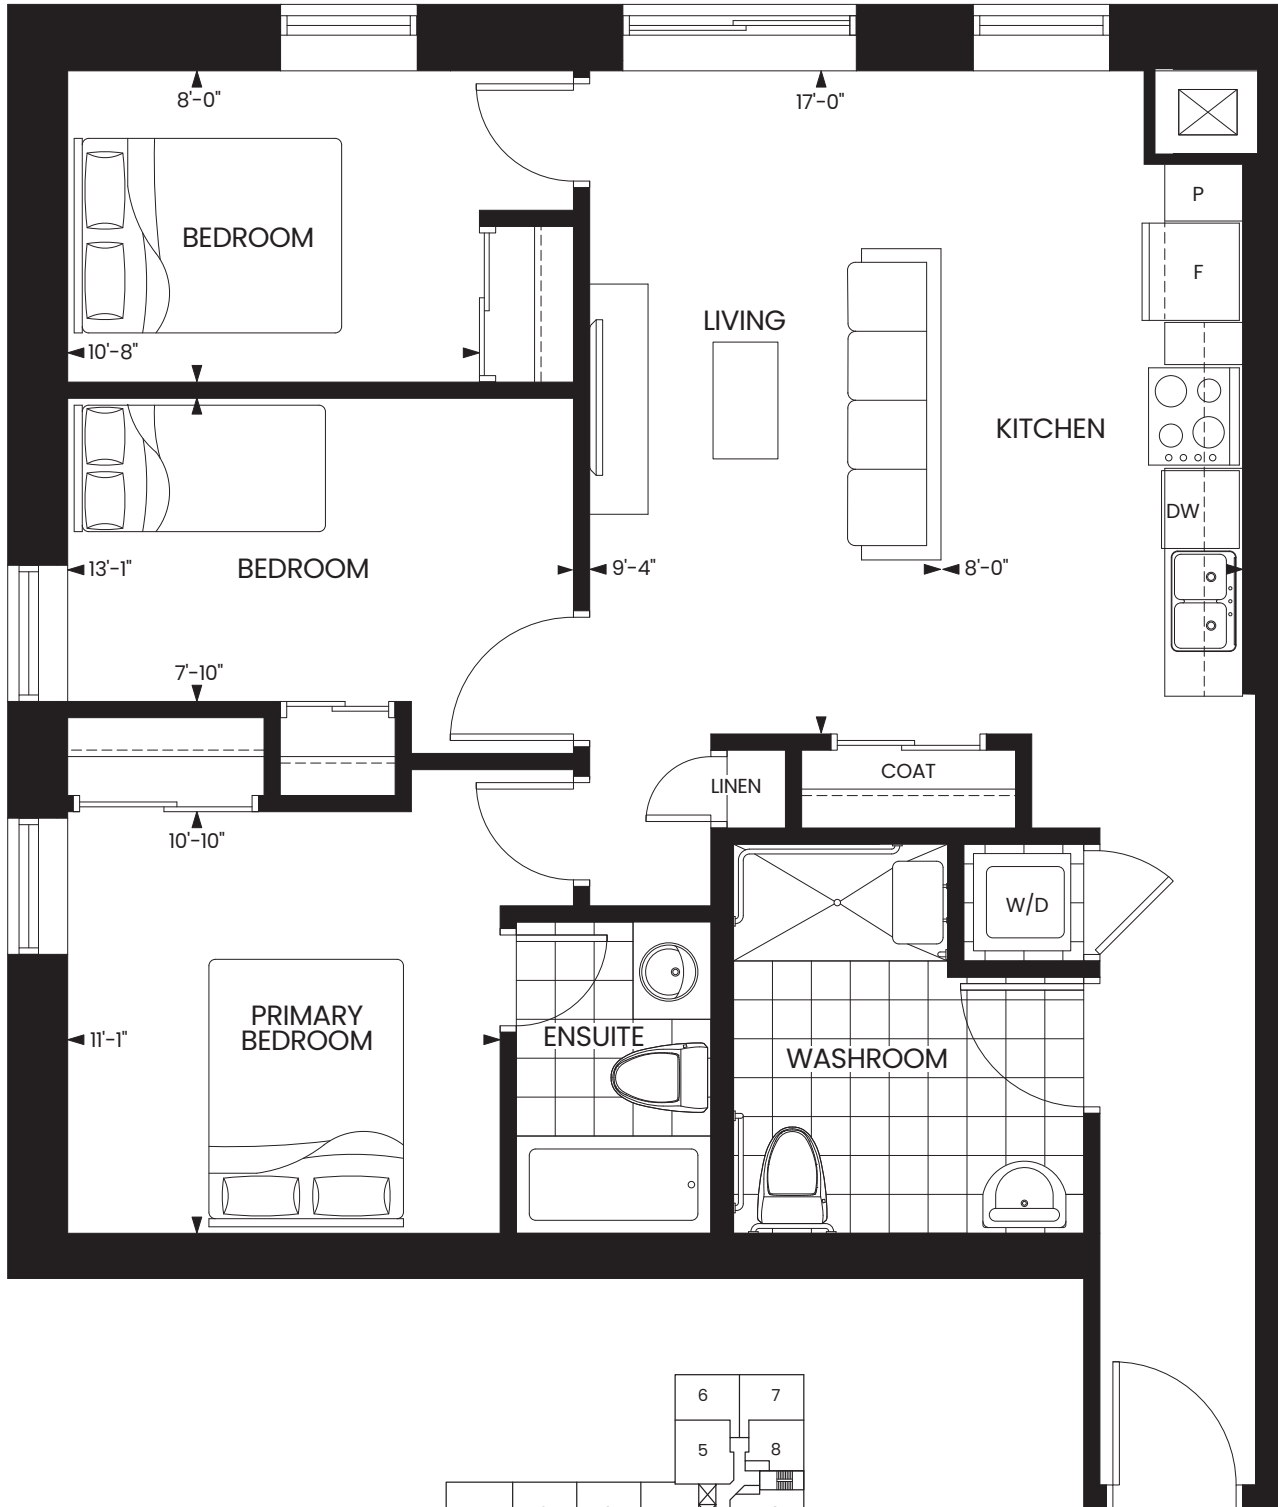 8'-0"
17'-0"
P
BEDROOM
F
LIVING
10'-8"
KITCHEN
DW
13'-1"
BEDROOM
9'-4"
8'-0"
7'-10"
COAT
LINEN
10'-10"
W/D
PRIMARY
BEDROOM
11'-1"
ENSUITE
WASHROOM
6
7
5
8